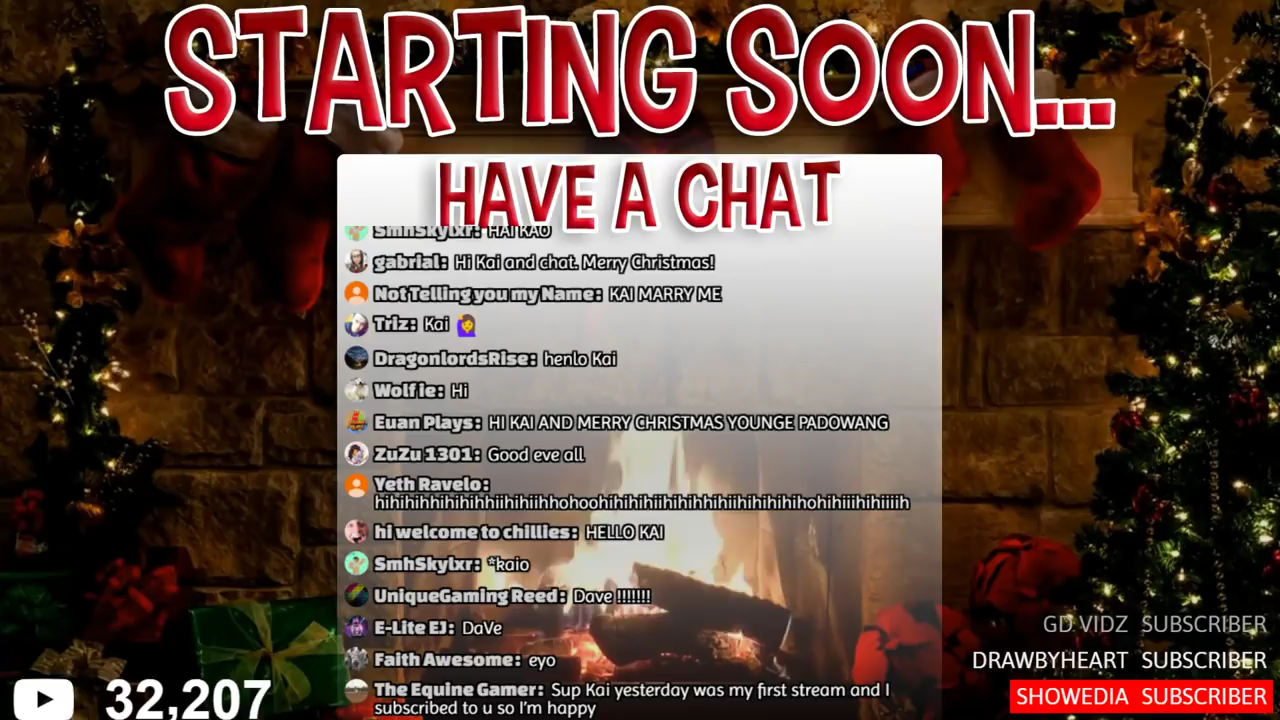 STARTING SOON...
HAVE A CHAT
SmhSkylxr: HAI KAO
gabrial: Hi Kai and chat. Merry Christmas!
Not Telling you my Name: KAI MARRY ME
Triz: Kai 🙋‍♀️
DragonlordsRise: henlo Kai
Wolfie: Hi
Euan Plays: HI KAI AND MERRY CHRISTMAS YOUNGE PADOWANG
ZuZu 1301: Good eve all
Yeth Ravelo:
hihihihhihihihhiihihiihhohoohihihihiihihihhihiihihihihihohihiiihihiiiih
hi welcome to chillies: HELLO KAI
SmhSkylxr: *kaio
UniqueGaming Reed: Dave !!!!!!!
E-Lite EJ: DaVe
Faith Awesome: eyo
The Equine Gamer: Sup Kai yesterday was my first stream and I
subscribed to u so I'm happy
GD VIDZ SUBSCRIBER
DRAWBYHEART SUBSCRIBER
SHOWEDIA SUBSCRIBER
32,207